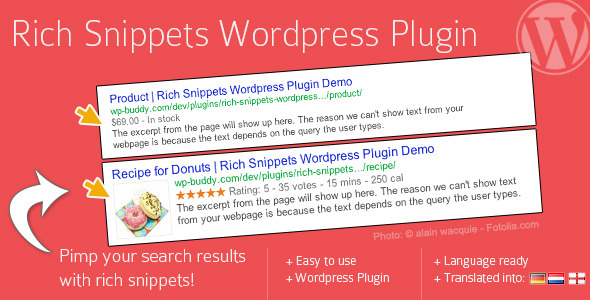 Rich Snippets Wordpress Plugin
Product | Rich Snippets Wordpress Plugin Demo
wp-buddy.com/dev/plugins/rich-snippets-wordpress.../product/
$69.00 - In stock
The excerpt from the page will show up here. The reason we can't show text from your
webpage is because the text depends on the query the user types.
Recipe for Donuts | Rich Snippets Wordpress Plugin Demo
wp-buddy.com/dev/plugins/rich-snippets.../recipe/
Rating: 5 - 35 votes - 15 mins - 250 cal
The excerpt from the page will show up here. The reason we can't show text
from your webpage is because the text depends on the query the user types.
Photo: © alain wacquie - Fotolia.com
Pimp your search results
with rich snippets!
+ Easy to use
+ Wordpress Plugin
+ Language ready
+ Translated into: